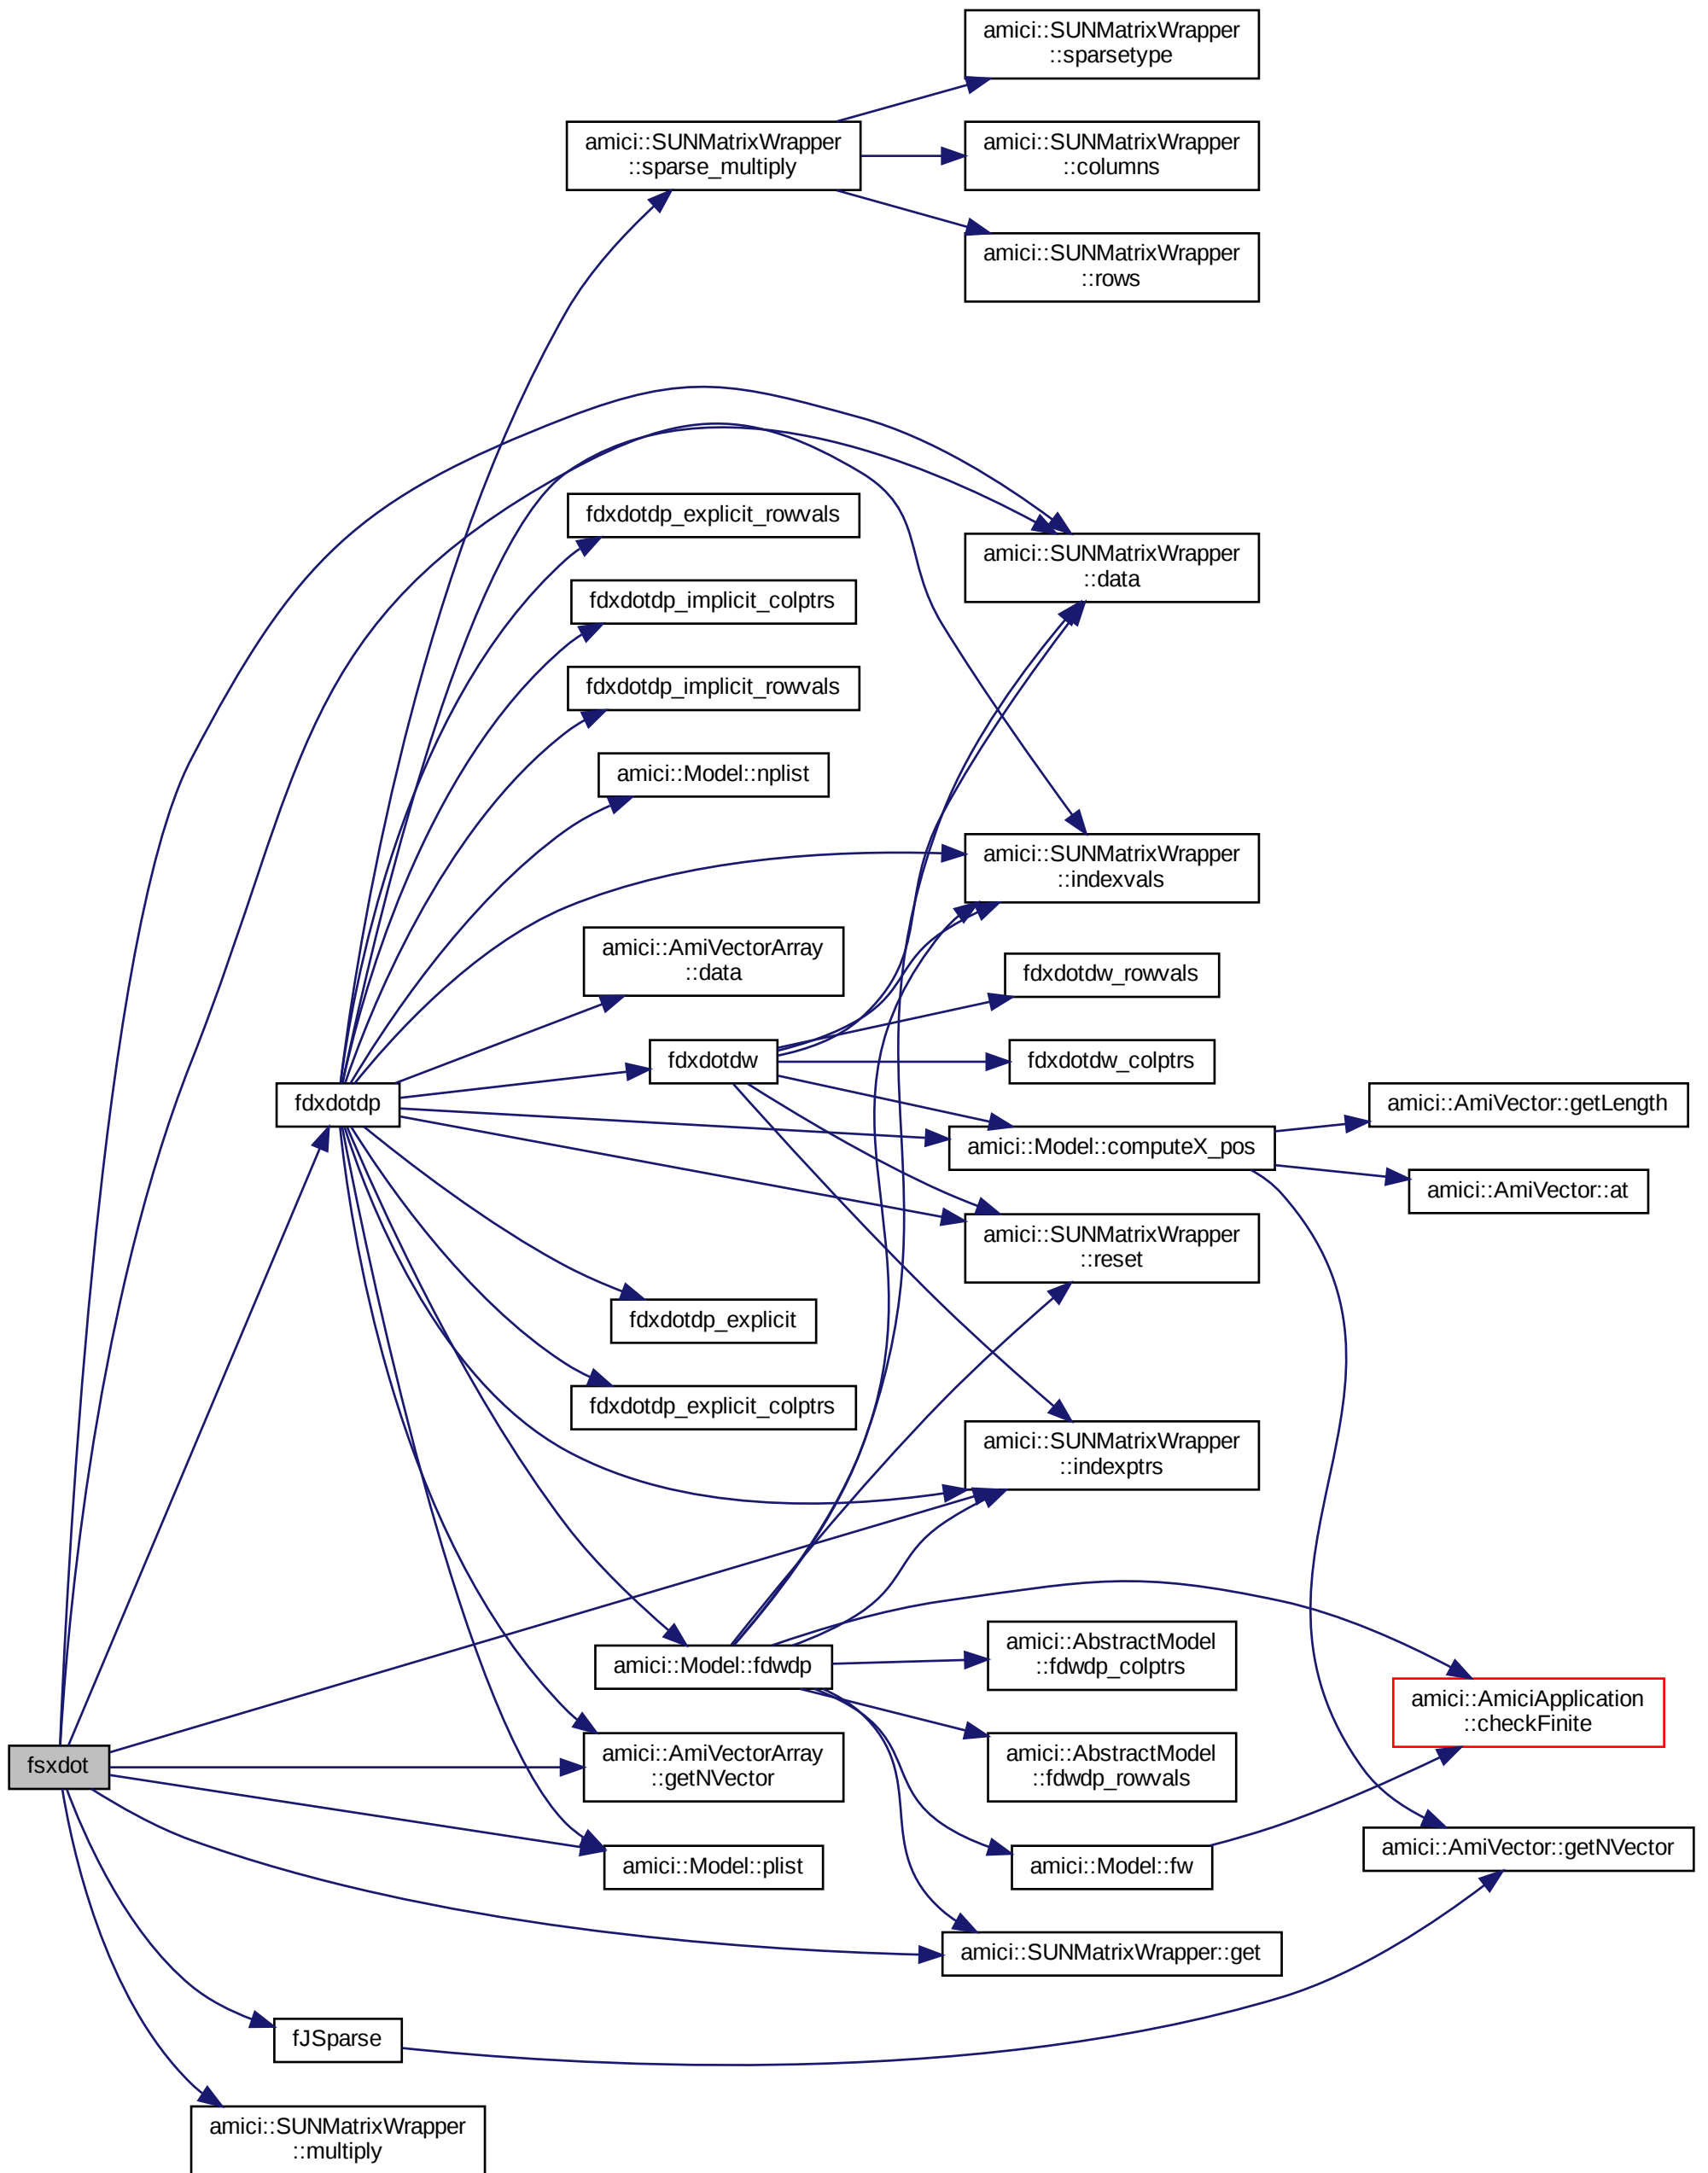 amici::SUNMatrixWrapper
::sparsetype
amici::SUNMatrixWrapper
::sparse_multiply
amici::SUNMatrixWrapper
::columns
amici::SUNMatrixWrapper
::rows
fdxdotdp_explicit_rowvals
amici::SUNMatrixWrapper
::data
fdxdotdp_implicit_colptrs
fdxdotdp_implicit_rowvals
amici::Model::nplist
amici::SUNMatrixWrapper
::indexvals
amici::AmiVectorArray
::data
fdxdotdw_rowvals
fdxdotdw
fdxdotdw_colptrs
fdxdotdp
amici::AmiVector::getLength
amici::Model::computeX_pos
amici::AmiVector::at
amici::SUNMatrixWrapper
::reset
fdxdotdp_explicit
fdxdotdp_explicit_colptrs
amici::SUNMatrixWrapper
::indexptrs
amici::Model::fdwdp
amici::AbstractModel
::fdwdp_colptrs
amici::AmiciApplication
::checkFinite
fsxdot
amici::AmiVectorArray
::getNVector
amici::AbstractModel
::fdwdp_rowvals
amici::Model::plist
amici::Model::fw
amici::AmiVector::getNVector
amici::SUNMatrixWrapper::get
fJSparse
amici::SUNMatrixWrapper
::multiply